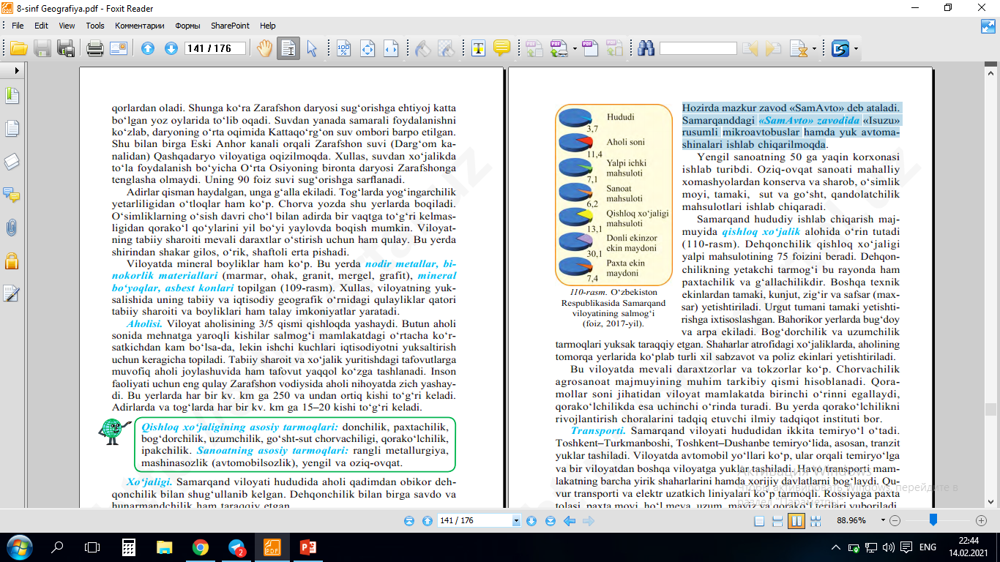 8-sinf Geografiya.pdf - Foxit Reader
File Edit View Tools Комментарии Формы SharePoint Help
141 / 176
qorlardan oladi. Shunga ko‘ra Zarafshon daryosi sug‘orishga ehtiyoj katta
bo‘lgan yoz oylarida to‘lib oqadi. Suvdan yanada samarali foydalanishni
ko‘zlab, daryoning o‘rta oqimida Kattaqo‘rg‘on suv ombori barpo etilgan.
Shu bilan birga Eski Anhor kanali orqali Zarafshon suvi (Darg‘om ka-
nalidan) Qashqadaryo viloyatiga oqizilmoqda. Xullas, suvdan xo‘jalikda
to‘la foydalanish bo‘yicha O‘rta Osiyoning bironta daryosi Zarafshonga
tenglasha olmaydi. Uning 90 foiz suvi sug‘orishga sarflanadi.
Adirlar qisman haydalgan, unga g‘alla ekiladi. Tog‘larda yog‘ingarchilik
yetarliligidan o‘tloqlar ham ko‘p. Chorva yozda shu yerlarda boqiladi.
O‘simliklarning o‘sish davri cho‘l bilan adirda bir vaqtga to‘g‘ri kelmas-
ligidan qorako‘l qo‘ylarini yil bo‘yi yaylovda boqish mumkin. Viloyat-
ning tabiiy sharoiti mevali daraxtlar o‘stirish uchun ham qulay. Bu yerda
shirindan shakar gilos, o‘rik, shaftoli erta pishadi.
Viloyatda mineral boyliklar ham ko‘p. Bu yerda nodir metallar, bi-
nokorlik materiallari (marmar, ohak, granit, mergel, grafit), mineral
bo‘yoqlar, asbest konlari topilgan (109-rasm). Xullas, viloyatning yuk-
salishida uning tabiiy va iqtisodiy geografik o‘rnidagi qulayliklar qatori
tabiiy sharoiti va boyliklari ham talay imkoniyatlar yaratadi.
Aholisi. Viloyat aholisining 3/5 qismi qishloqda yashaydi. Butun aholi
sonida mehnatga yaroqli kishilar salmog‘i mamlakatdagi o‘rtacha ko‘r-
satkichdan kam bo‘lsa-da, lekin ishchi kuchlari iqtisodiyotni yuksaltirish
uchun keragicha topiladi. Tabiiy sharoit va xo‘jalik yuritishdagi tafovutlarga
muvofiq aholi joylashuvida ham tafovut yaqqol ko‘zga tashlanadi. Inson
faoliyati uchun eng qulay Zarafshon vodiysida aholi nihoyatda zich yashay-
di. Bu yerlarda har bir kv. km ga 250 va undan ortiq kishi to‘g‘ri keladi.
Adirlarda va tog‘larda har bir kv. km ga 15–20 kishi to‘g‘ri keladi.
Qishloq xo‘jaligining asosiy tarmoqlari: donchilik, paxtachilik,
bog‘dorchilik, uzumchilik, go‘sht-sut chorvachiligi, qorako‘lchilik,
ipakchilik. Sanoatning asosiy tarmoqlari: rangli metallurgiya,
mashinasozlik (avtomobilsozlik), yengil va oziq-ovqat.
Xo‘jaligi. Samarqand viloyati hududida aholi qadimdan obikor deh-
qonchilik bilan shug‘ullanib kelgan. Dehqonchilik bilan birga savdo va
hunarmandchilik ham taraqqiy etgan.
Hududi
3,7
Aholi soni
11,4
Yalpi ichki
mahsuloti
7,1
Sanoat
mahsuloti
6,2
Qishloq xo‘jaligi
mahsuloti
13,1
Donli ekinzor
ekin maydoni
30,1
Paxta ekin
maydoni
7,4
110-rasm. O‘zbekiston
Respublikasida Samarqand
viloyatining salmog‘i
(foiz, 2017-yil).
Hozirda mazkur zavod «SamAvto» deb ataladi.
Samarqanddagi «SamAvto» zavodida «Isuzu»
rusumli mikroavtobuslar hamda yuk avtoma-
shinalari ishlab chiqarilmoqda.
Yengil sanoatning 50 ga yaqin korxonasi
ishlab turibdi. Oziq-ovqat sanoati mahalliy
xomashyolardan konserva va sharob, o‘simlik
moyi, tamaki, sut va go‘sht, qandolatchilik
mahsulotlari ishlab chiqaradi.
Samarqand hududiy ishlab chiqarish maj-
muyida qishloq xo‘jalik alohida o‘rin tutadi
(110-rasm). Dehqonchilik qishloq xo‘jaligi
yalpi mahsulotining 75 foizini beradi. Dehqon-
chilikning yetakchi tarmog‘i bu rayonda ham
paxtachilik va g‘allachilikdir. Boshqa texnik
ekinlardan tamaki, kunjut, zig‘ir va safsar (max-
sar) yetishtiriladi. Urgut tumani tamaki yetishti-
rishga ixtisoslashgan. Bahorikor yerlarda bug‘doy
va arpa ekiladi. Bog‘dorchilik va uzumchilik
tarmoqlari yuksak taraqqiy etgan. Shaharlar atrofidagi xo‘jaliklarda, aholining
tomorqa yerlarida ko‘plab turli xil sabzavot va poliz ekinlari yetishtiriladi.
Bu viloyatda mevali daraxtzorlar va tokzorlar ko‘p. Chorvachilik
agrosanoat majmuyining muhim tarkibiy qismi hisoblanadi. Qora-
mollar soni jihatidan viloyat mamlakatda birinchi o‘rinni egallaydi,
qorako‘lchilikda esa uchinchi o‘rinda turadi. Bu yerda qorako‘lchilikni
rivojlantirish choralarini tadqiq etuvchi ilmiy tadqiqot instituti bor.
Transporti. Samarqand viloyati hududidan ikkita temiryo‘l o‘tadi.
Toshkent–Turkmanboshi, Toshkent–Dushanbe temiryo‘lida, asosan, tranzit
yuklar tashiladi. Viloyatda avtomobil yo‘llari ko‘p, ular orqali temiryo‘lga
va bir viloyatdan boshqa viloyatga yuklar tashiladi. Havo transporti mam-
lakatning barcha yirik shaharlarini hamda xorijiy davlatlarni bog‘laydi. Qu-
vur transporti va elektr uzatkich liniyalari ko‘p tarmoqli. Rossiyaga paxta
tolasi, paxta moyi, ho‘l meva, uzum, mayiz va qorako‘l terilari yuboriladi.
Активация Windows
Чтобы активировать Windows, перейдите в
раздел "Параметры".
141 / 176
88.96%
2
ENG
22:44
14.02.2021